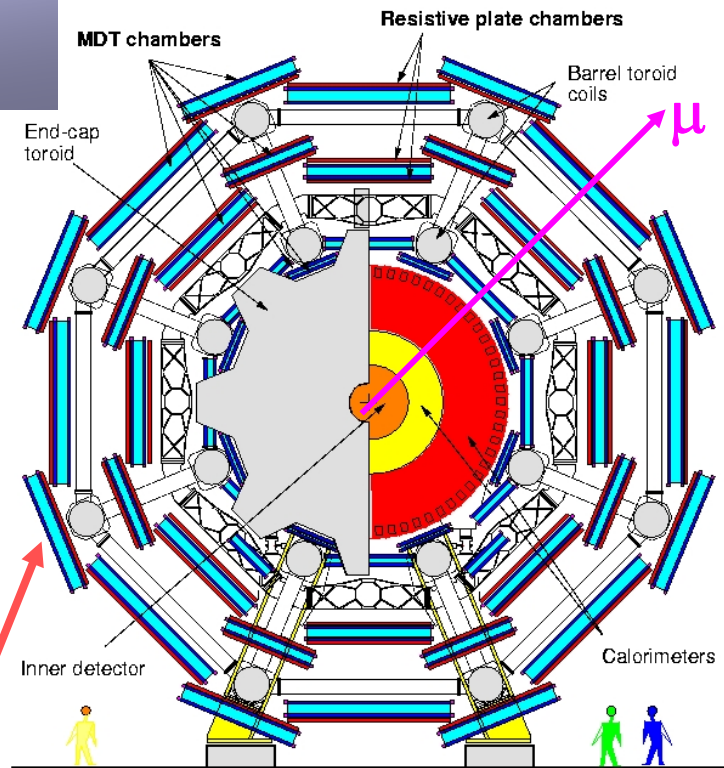 Resistive plate chambers
MDT chambers
Barrel toroid
coils
End-cap
toroid
μ
Inner detector
Calorimeters